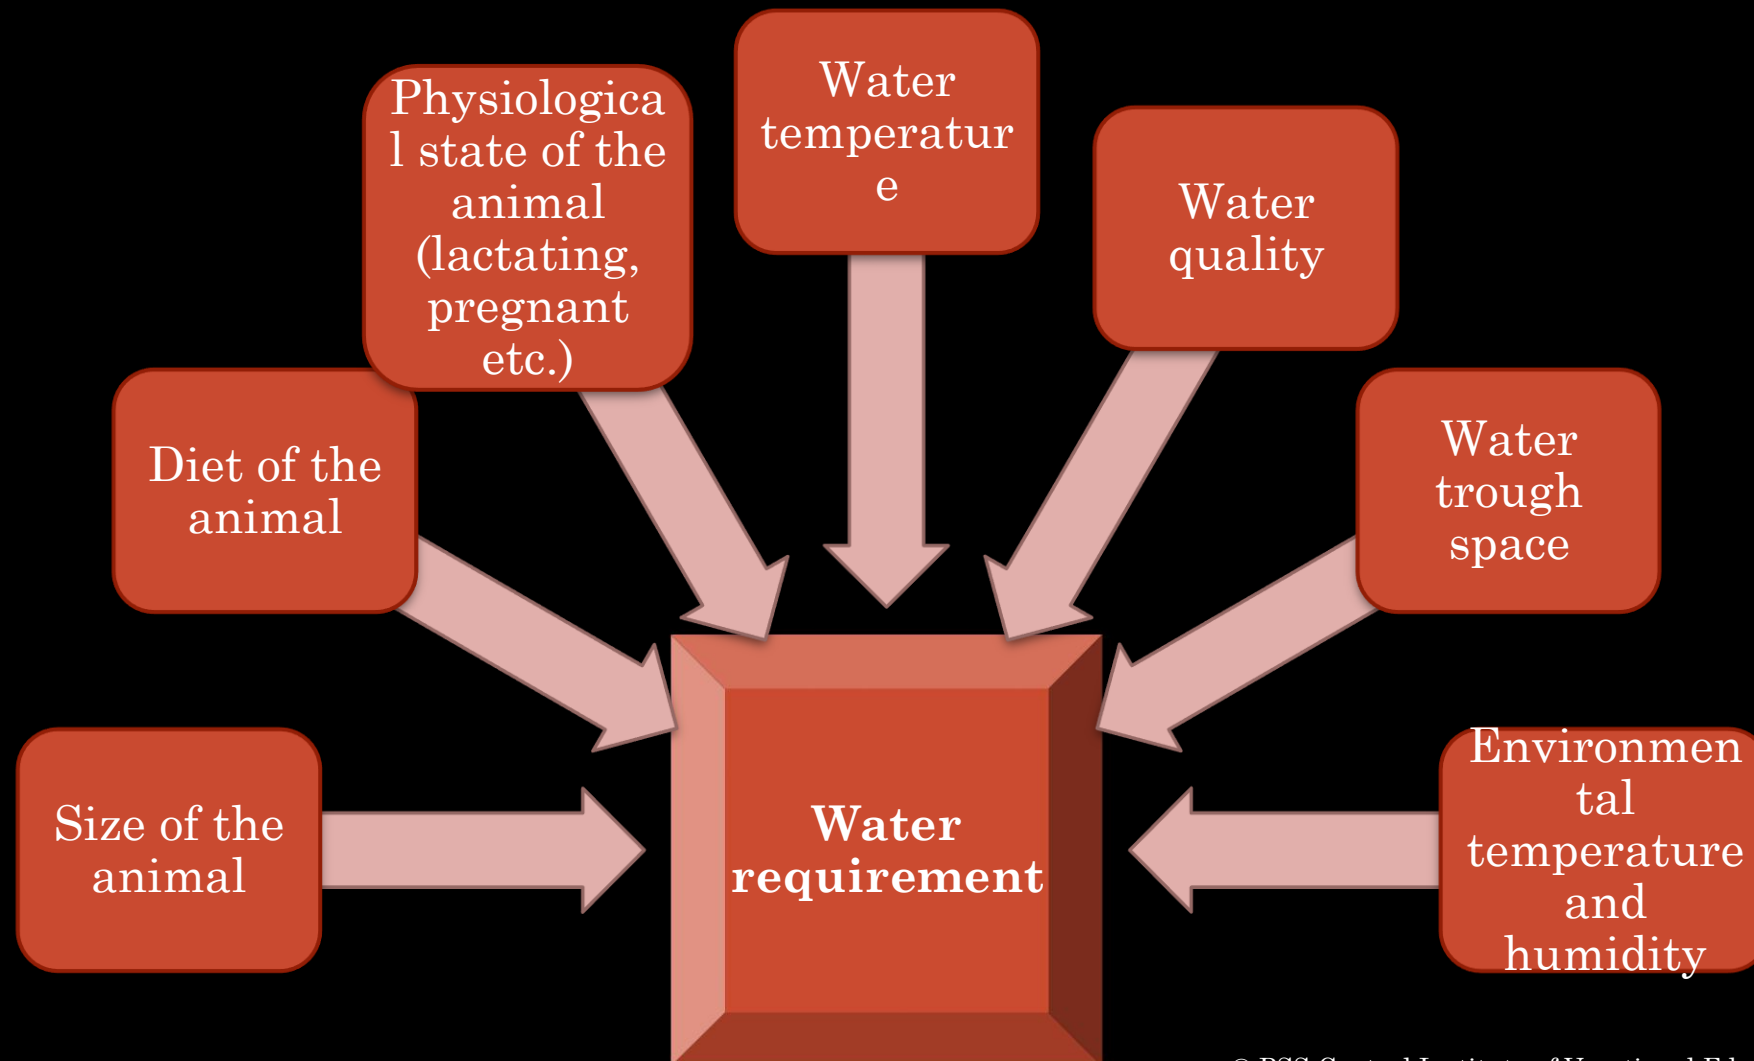 Size of the
animal
Diet of the
animal
Physiologica
l state of the
animal
(lactating,
pregnant
etc.)
Water
temperatur
e
Water
quality
Water
trough
space
Environmen
tal
temperature
and
humidity
Water
requirement